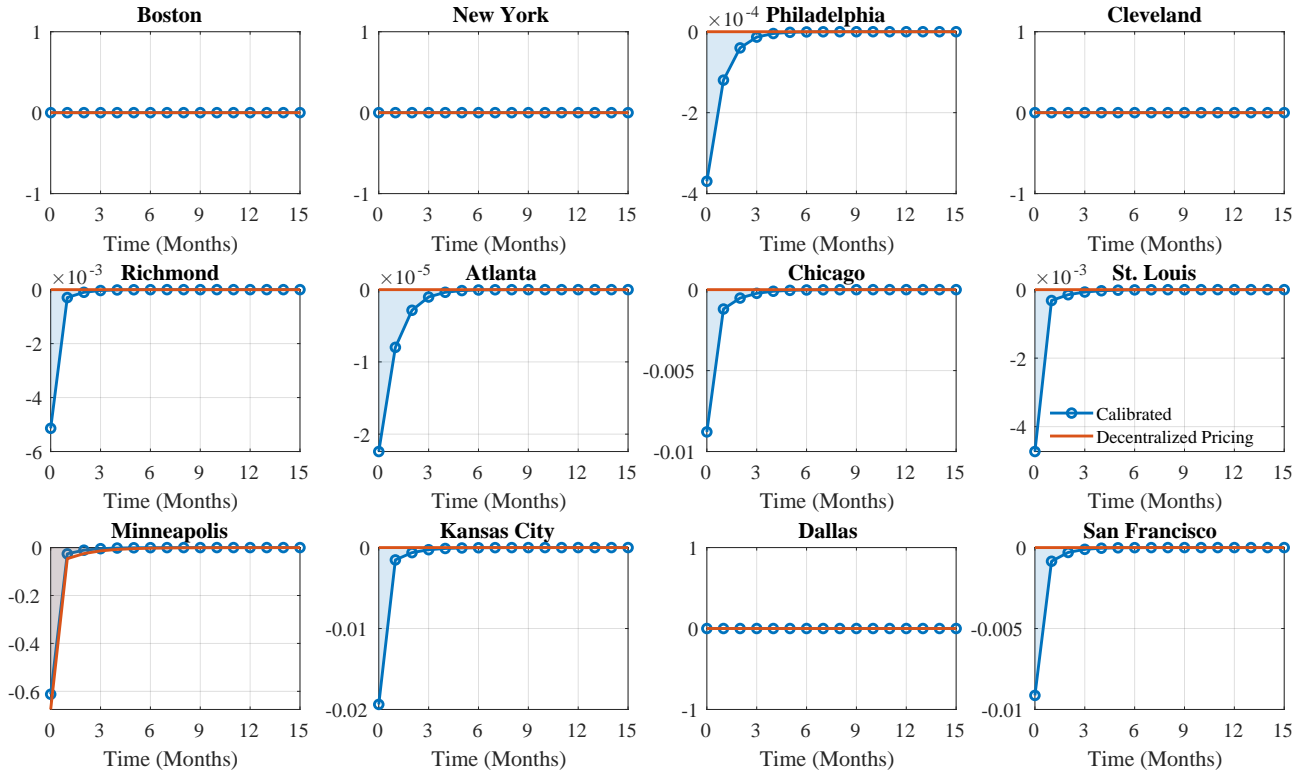 Boston
1
0
-1
0 3 6 9 12 15
Time (Months)
New York
1
0
-1
0 3 6 9 12 15
Time (Months)
×10⁻⁴ Philadelphia
0
-2
-4
0 3 6 9 12 15
Time (Months)
Cleveland
1
0
-1
0 3 6 9 12 15
Time (Months)
×10⁻³ Richmond
0
-2
-4
-6
0 3 6 9 12 15
Time (Months)
×10⁻⁵ Atlanta
0
-1
-2
0 3 6 9 12 15
Time (Months)
Chicago
0
-0.005
-0.01
0 3 6 9 12 15
Time (Months)
×10⁻³ St. Louis
0
-2
-4
Calibrated
Decentralized Pricing
0 3 6 9 12 15
Time (Months)
Minneapolis
0
-0.2
-0.4
-0.6
0 3 6 9 12 15
Time (Months)
Kansas City
0
-0.01
-0.02
0 3 6 9 12 15
Time (Months)
Dallas
1
0
-1
0 3 6 9 12 15
Time (Months)
San Francisco
0
-0.005
-0.01
0 3 6 9 12 15
Time (Months)